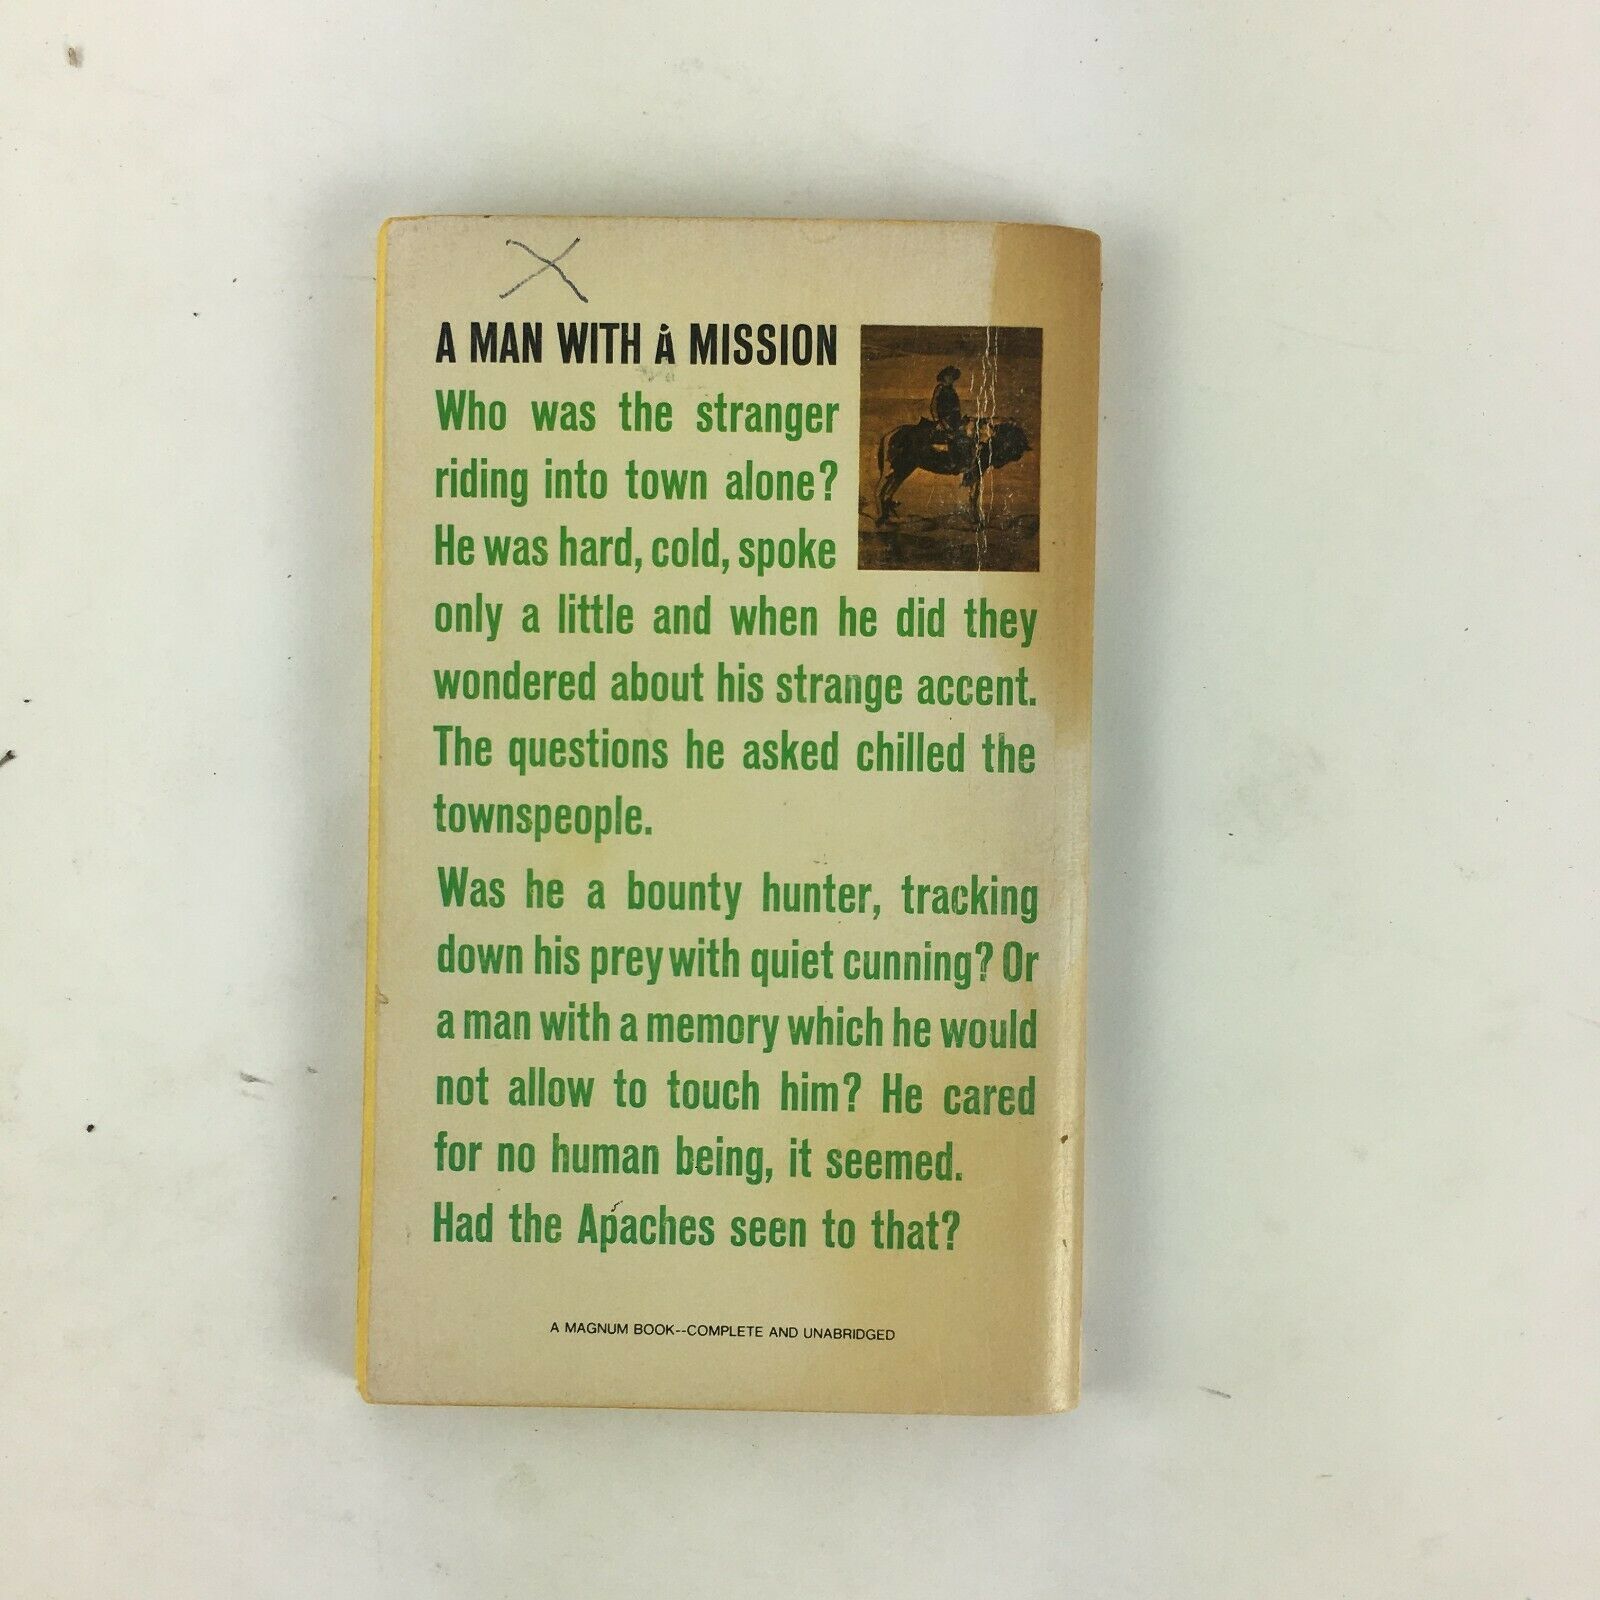 X
A MAN WITH A MISSION
Who was the stranger
riding into town alone?
He was hard, cold, spoke
only a little and when he did they
wondered about his strange accent.
The questions he asked chilled the
townspeople.
Was he a bounty hunter, tracking
down his prey with quiet cunning? Or
a man with a memory which he would
not allow to touch him? He cared
for no human being, it seemed.
Had the Apaches seen to that?
A MAGNUM BOOK--COMPLETE AND UNABRIDGED